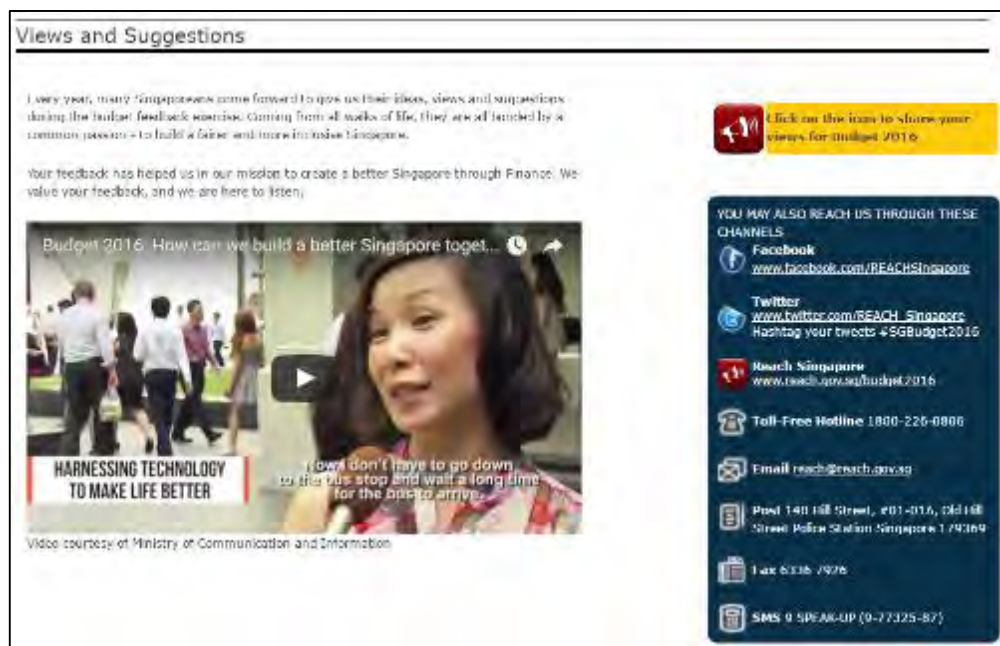 Views and Suggestions
Every year, many Singaporeans come forward to give us their ideas, views and suggestions
during the budget feedback exercise. Coming from all walks of life, they are all bonded by a
common passion - to build a fairer and more inclusive Singapore.
Your feedback has helped us in our mission to create a better Singapore through Finance. We
value your feedback, and we are here to listen.
Budget 2016: How can we build a better Singapore toget...
HARNESSING TECHNOLOGY
TO MAKE LIFE BETTER
Now I don't have to go down
to the bus stop and wait a long time
for the bus to arrive.
Video courtesy of Ministry of Communication and Information
Click on the icon to share your
views for Budget 2016
YOU MAY ALSO REACH US THROUGH THESE
CHANNELS
Facebook
www.facebook.com/REACHSingapore
Twitter
www.twitter.com/REACH_Singapore
Hashtag your tweets #SGBudget2016
Reach Singapore
www.reach.gov.sg/budget2016
Toll-Free Hotline 1800-226-0806
Email reach@reach.gov.sg
Post 140 Hill Street, #01-016, Old Hill
Street Police Station Singapore 179369
Fax 6336 7926
SMS 9 SPEAK-UP (9-77325-87)